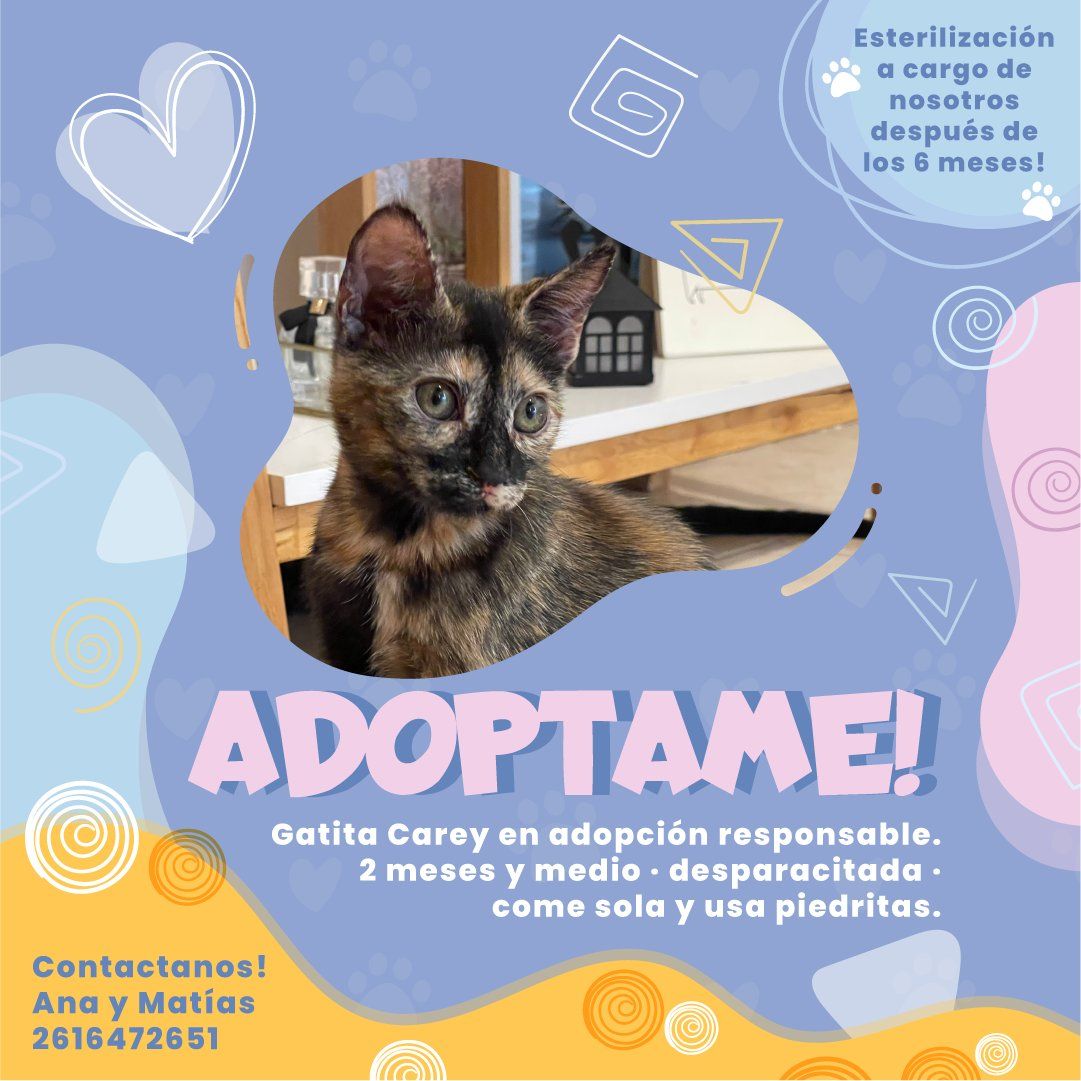 Esterilización
a cargo de
nosotros
después de
los 6 meses!
ADOPTAME!
Gatita Carey en adopción responsable.
2 meses y medio · desparacitada ·
come sola y usa piedritas.
Contactanos!
Ana y Matías
2616472651